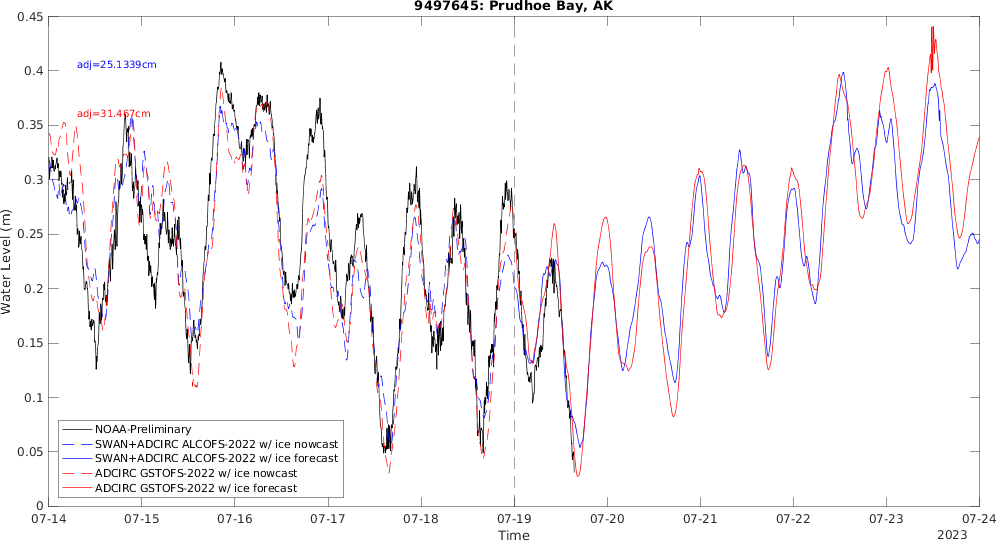 9497645: Prudhoe Bay, AK
0.45
0.4
0.35
0.3
0.25
0.2
0.15
0.1
0.05
0
Water Level (m)
adj=25.1339cm
adj=31.467cm
NOAA-Preliminary
SWAN+ADCIRC ALCOFS-2022 w/ ice nowcast
SWAN+ADCIRC ALCOFS-2022 w/ ice forecast
ADCIRC GSTOFS-2022 w/ ice nowcast
ADCIRC GSTOFS-2022 w/ ice forecast
07-14 07-15 07-16 07-17 07-18 07-19 07-20 07-21 07-22 07-23 07-24
Time
2023